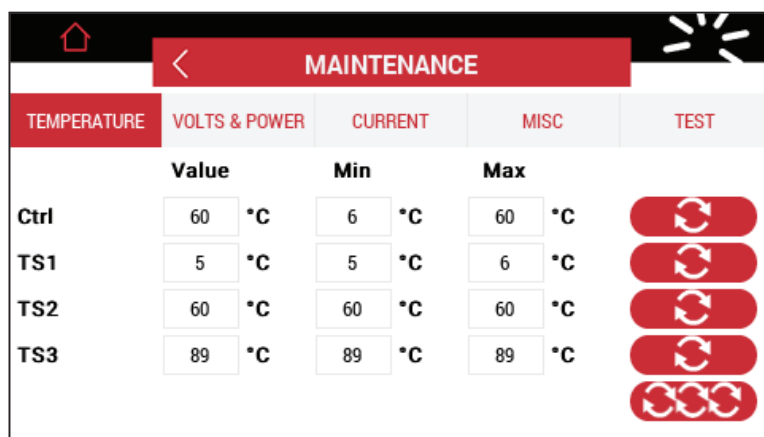 MAINTENANCE
TEMPERATURE VOLTS & POWER CURRENT MISC TEST
Value Min Max
Ctrl 60 °C 6 °C 60 °C
TS1 5 °C 5 °C 6 °C
TS2 60 °C 60 °C 60 °C
TS3 89 °C 89 °C 89 °C